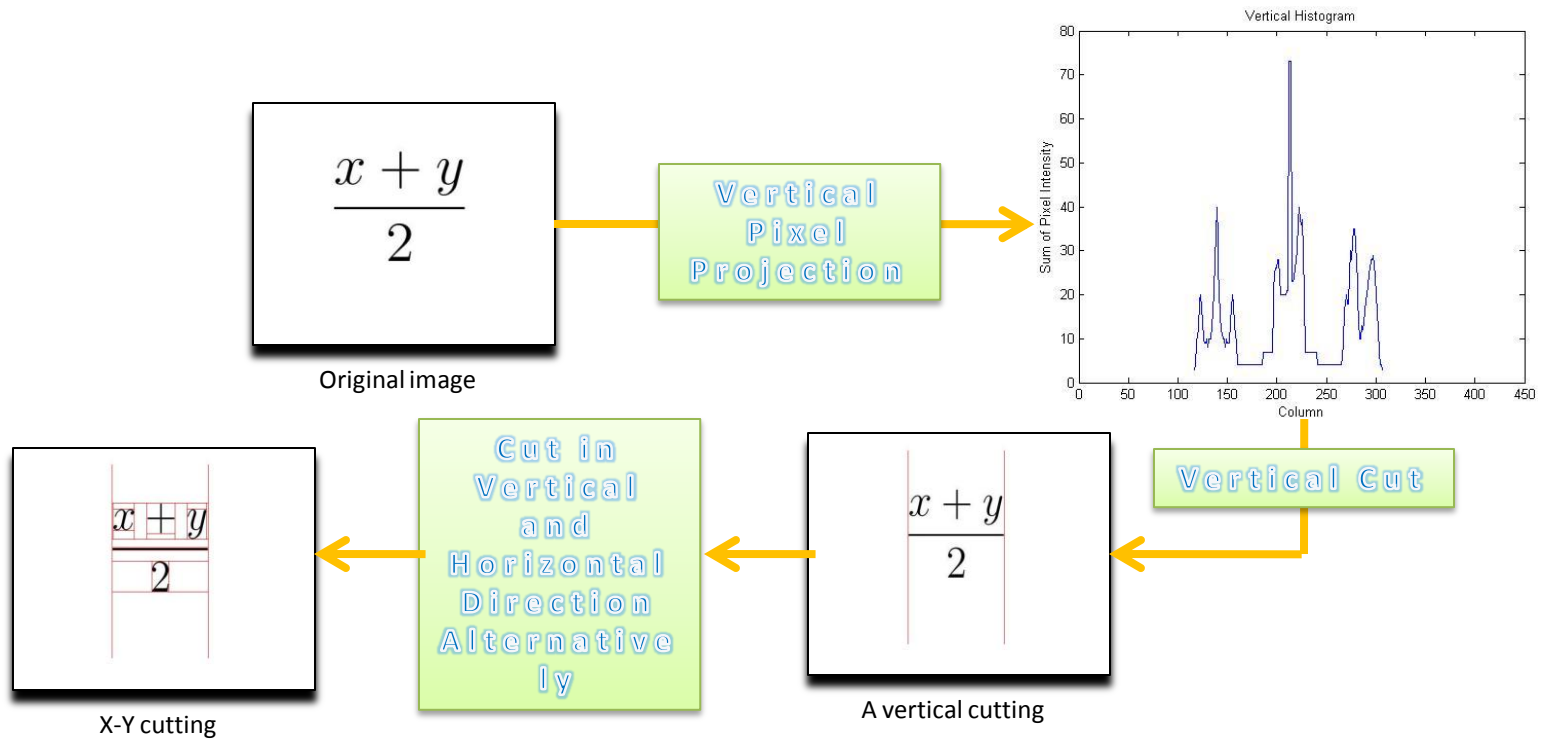 x + y
2
Original image
Vertical
Pixel
Projection
Vertical Histogram
Sum of Pixel Intensity
80
70
60
50
40
30
20
10
0
0 50 100 150 200 250 300 350 400 450
Column
Vertical Cut
x + y
2
A vertical cutting
Cut in
Vertical
and
Horizontal
Direction
Alternative
ly
x + y
2
X-Y cutting